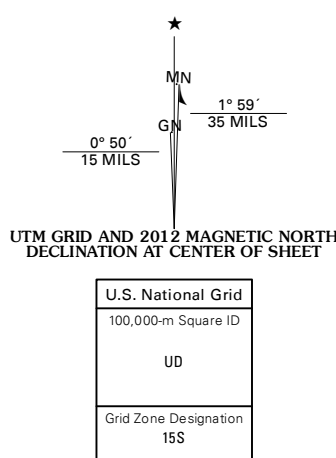 MN
1° 59´
35 MILS
GN
0° 50´
15 MILS
UTM GRID AND 2012 MAGNETIC NORTH
DECLINATION AT CENTER OF SHEET
U.S. National Grid
100,000-m Square ID
UD
Grid Zone Designation
15S